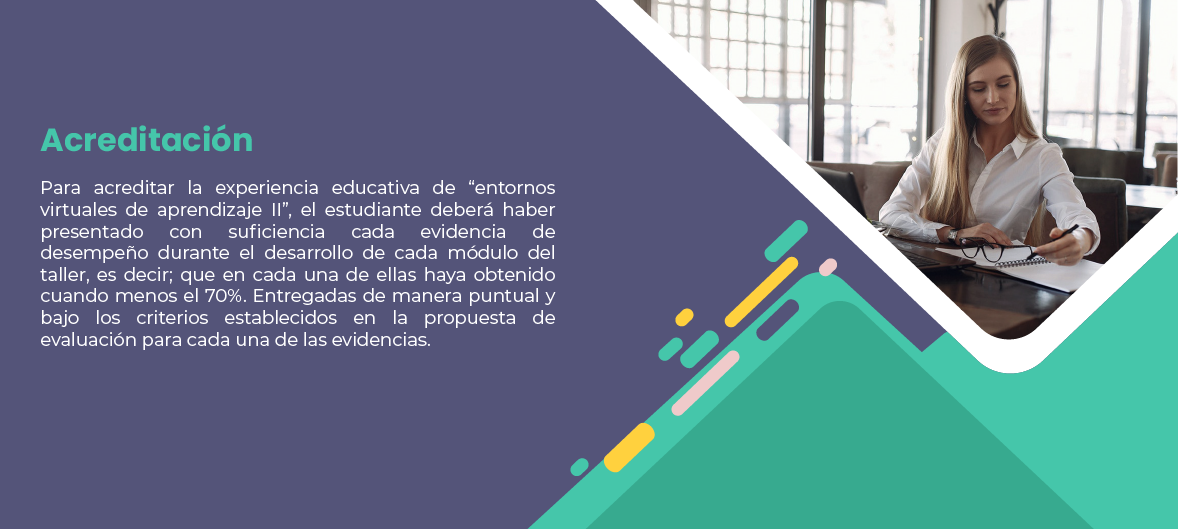 Acreditación
Para acreditar la experiencia educativa de “entornos
virtuales de aprendizaje II”, el estudiante deberá haber
presentado con suficiencia cada evidencia de
desempeño durante el desarrollo de cada módulo del
taller, es decir; que en cada una de ellas haya obtenido
cuando menos el 70%. Entregadas de manera puntual y
bajo los criterios establecidos en la propuesta de
evaluación para cada una de las evidencias.